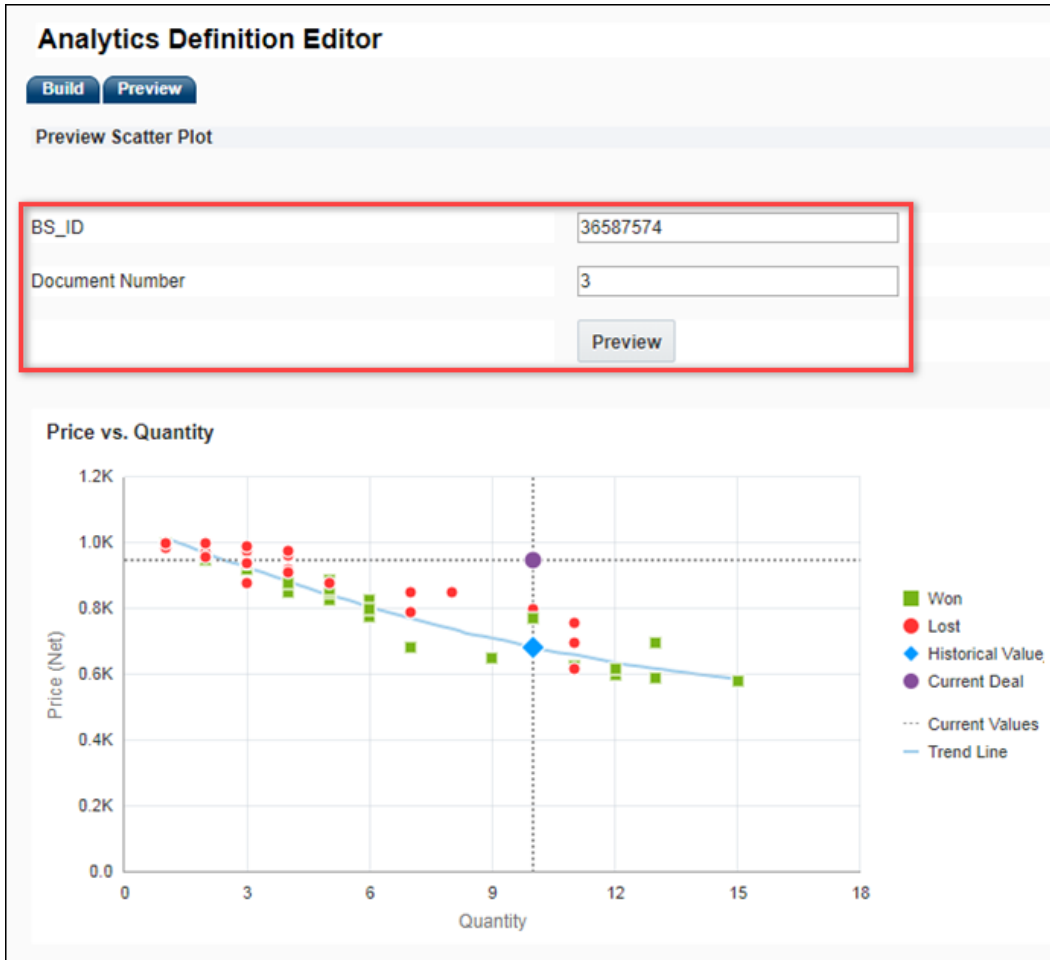 Analytics Definition Editor
Build Preview
Preview Scatter Plot
BS_ID 36587574
Document Number 3
Preview
Price vs. Quantity
1.2K
1.0K
0.8K
0.6K
0.4K
0.2K
0.0
Price (Net)
0 3 6 9 12 15 18
Quantity
Won
Lost
Historical Value
Current Deal
Current Values
Trend Line